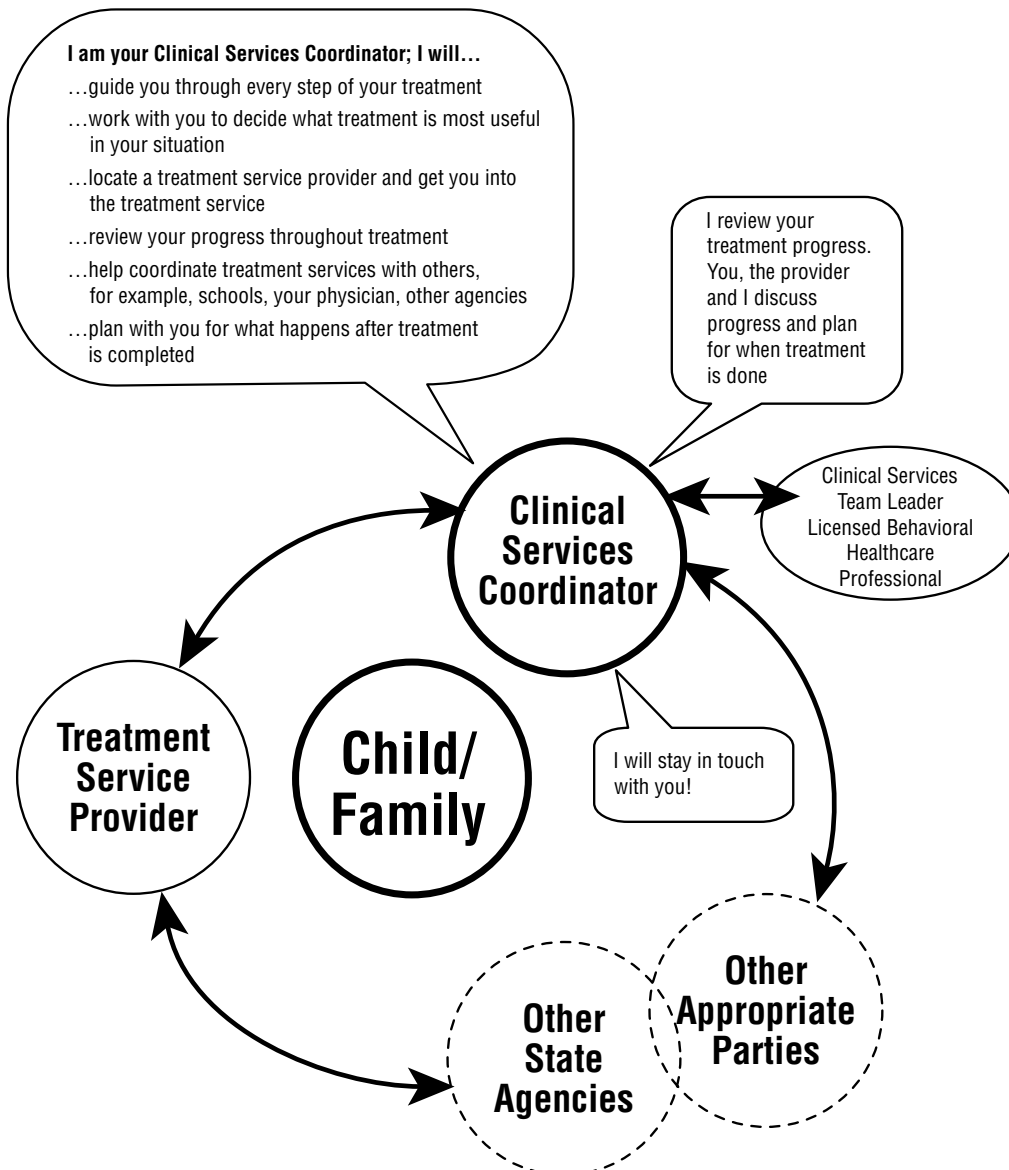 I am your Clinical Services Coordinator; I will…
…guide you through every step of your treatment
…work with you to decide what treatment is most useful
in your situation
…locate a treatment service provider and get you into
the treatment service
…review your progress throughout treatment
…help coordinate treatment services with others,
for example, schools, your physician, other agencies
…plan with you for what happens after treatment
is completed
I review your
treatment progress.
You, the provider
and I discuss
progress and plan
for when treatment
is done
Clinical
Services
Coordinator
Clinical Services
Team Leader
Licensed Behavioral
Healthcare
Professional
Treatment
Service
Provider
Child/
Family
I will stay in touch
with you!
Other
State
Agencies
Other
Appropriate
Parties